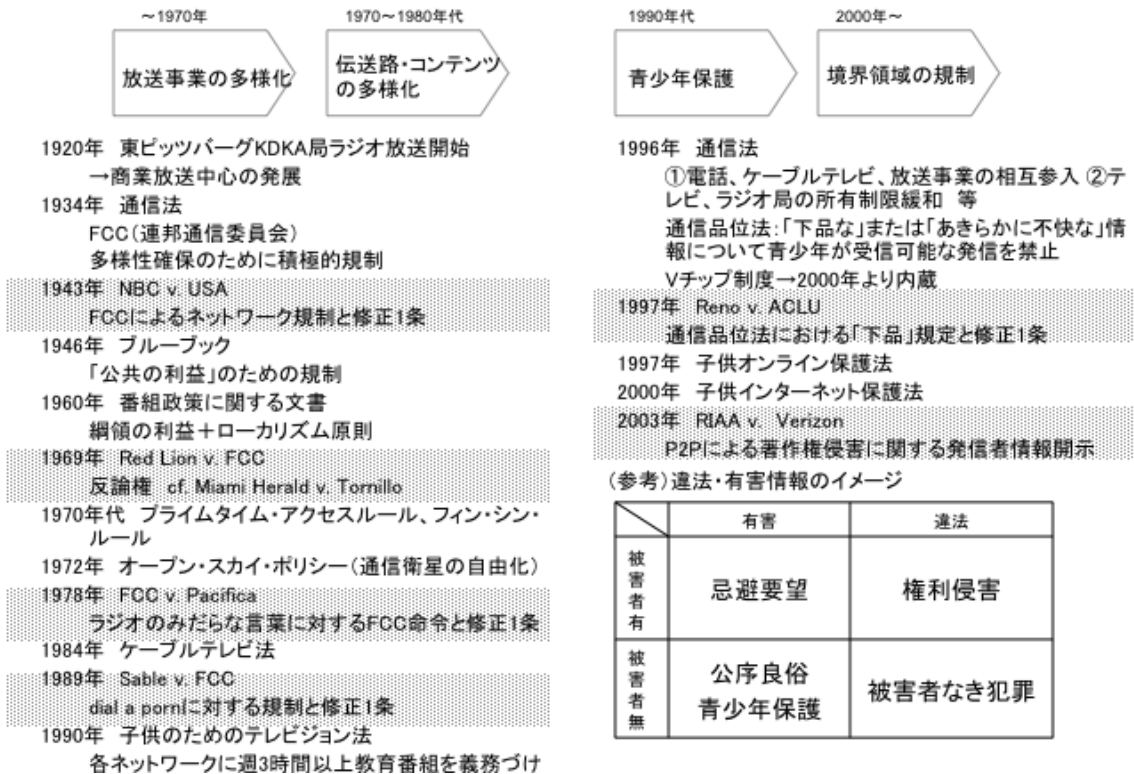 ～1970年
1970～1980年代
1990年代
2000年～
放送事業の多様化
伝送路・コンテンツ
の多様化
青少年保護
境界領域の規制
1920年 東ピッツバーグKDKA局ラジオ放送開始
→商業放送中心の発展
1934年 通信法
FCC（連邦通信委員会）
多様性確保のために積極的規制
1943年 NBC v. USA
FCCによるネットワーク規制と修正1条
1946年 ブルーブック
「公共の利益」のための規制
1960年 番組政策に関する文書
綱領の利益＋ローカリズム原則
1969年 Red Lion v. FCC
反論権 cf. Miami Herald v. Tornillo
1970年代 プライムタイム・アクセスルール、フィン・シン・
ルール
1972年 オープン・スカイ・ポリシー（通信衛星の自由化）
1978年 FCC v. Pacifica
ラジオのみだらな言葉に対するFCC命令と修正1条
1984年 ケーブルテレビ法
1989年 Sable v. FCC
dial a pornに対する規制と修正1条
1990年 子供のためのテレビジョン法
各ネットワークに週3時間以上教育番組を義務づけ
1996年 通信法
①電話、ケーブルテレビ、放送事業の相互参入 ②テ
レビ、ラジオ局の所有制限緩和 等
通信品位法：「下品な」または「あきらかに不快な」情
報について青少年が受信可能な発信を禁止
Vチップ制度→2000年より内蔵
1997年 Reno v. ACLU
通信品位法における「下品」規定と修正1条
1997年 子供オンライン保護法
2000年 子供インターネット保護法
2003年 RIAA v. Verizon
P2Pによる著作権侵害に関する発信者情報開示
（参考）違法・有害情報のイメージ
有害
違法
被害者有
忌避要望
権利侵害
被害者無
公序良俗
青少年保護
被害者なき犯罪